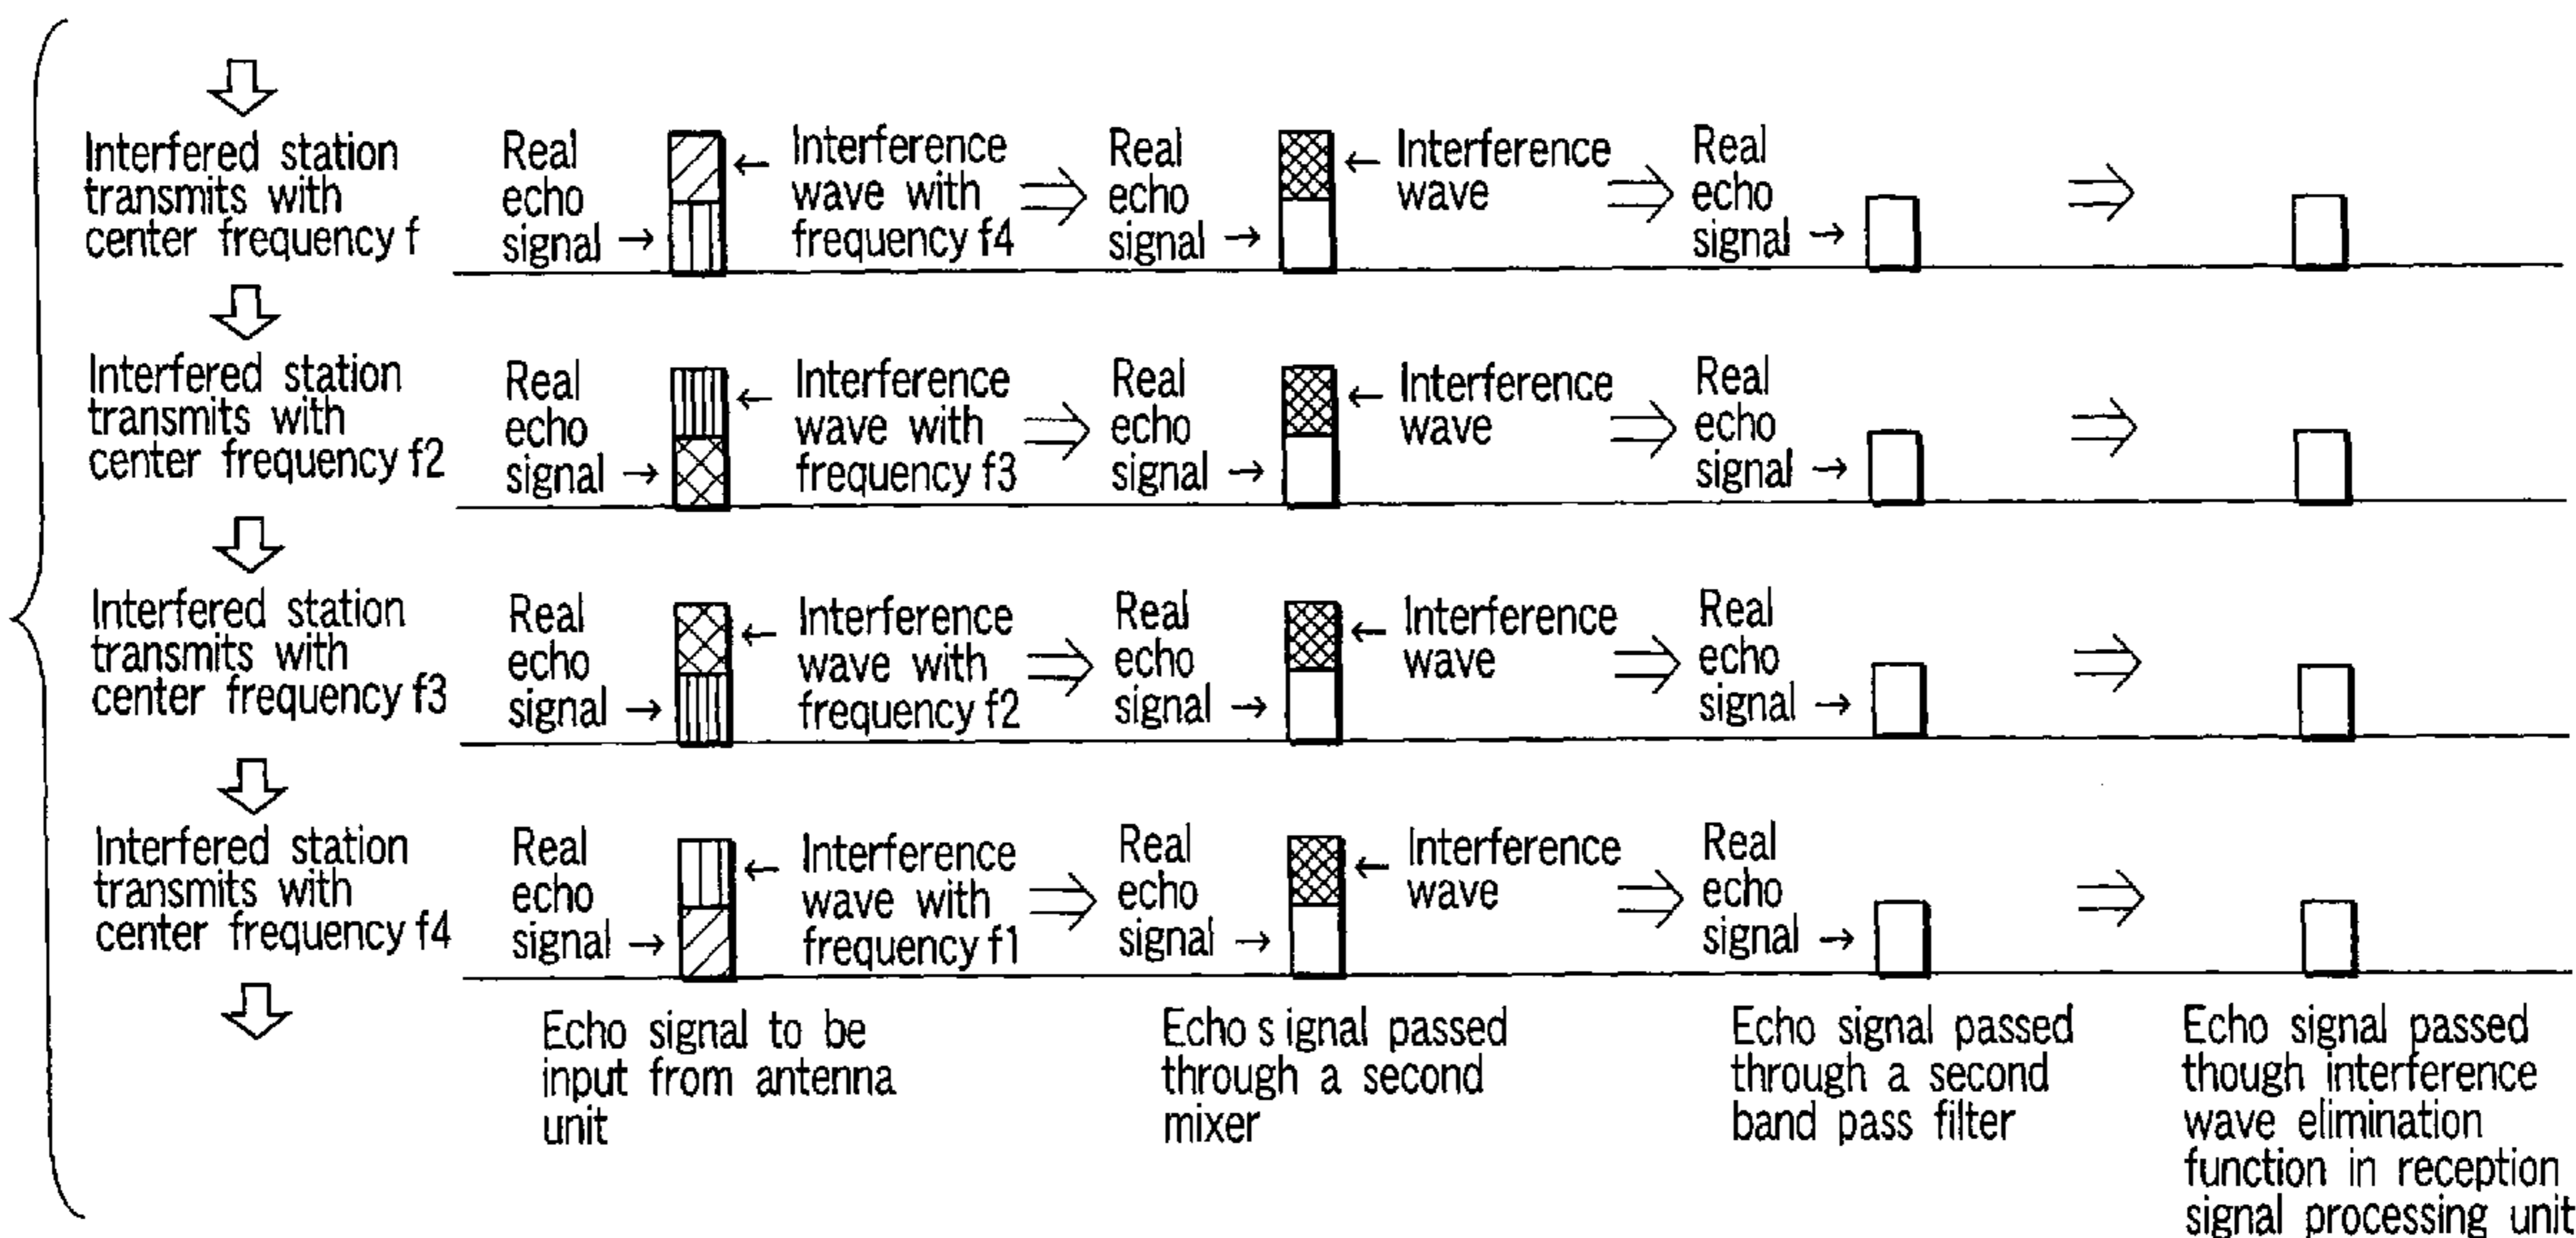 Interfered station
transmits with
center frequency f
Real
echo
signal →
← Interference
wave with
frequency f4
Real
echo
signal →
← Interference
wave
Real
echo
signal →
Interfered station
transmits with
center frequency f2
Real
echo
signal →
← Interference
wave with
frequency f3
Real
echo
signal →
← Interference
wave
Real
echo
signal →
Interfered station
transmits with
center frequency f3
Real
echo
signal →
← Interference
wave with
frequency f2
Real
echo
signal →
← Interference
wave
Real
echo
signal →
Interfered station
transmits with
center frequency f4
Real
echo
signal →
← Interference
wave with
frequency f1
Real
echo
signal →
← Interference
wave
Real
echo
signal →
Echo signal to be
input from antenna
unit
Echo signal passed
through a second
mixer
Echo signal passed
through a second
band pass filter
Echo signal passed
though interference
wave elimination
function in reception
signal processing unit